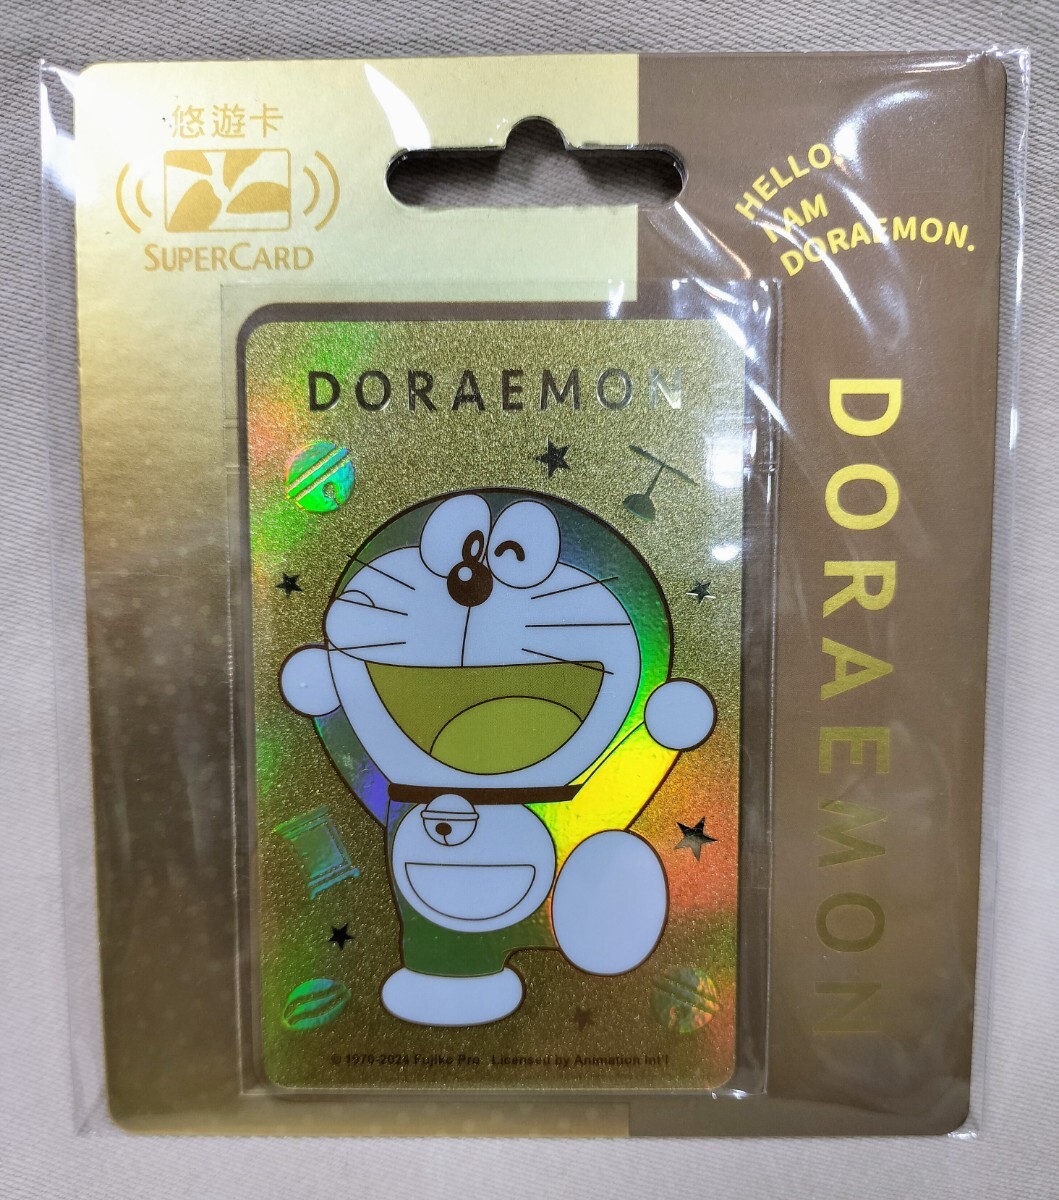 悠遊卡
SUPERCARD
HELLO,
I AM
DORAEMON.
DORAEMON
DORAEMON
© 1970-2024 Fujiko Pro Licensed by Animation Int'l